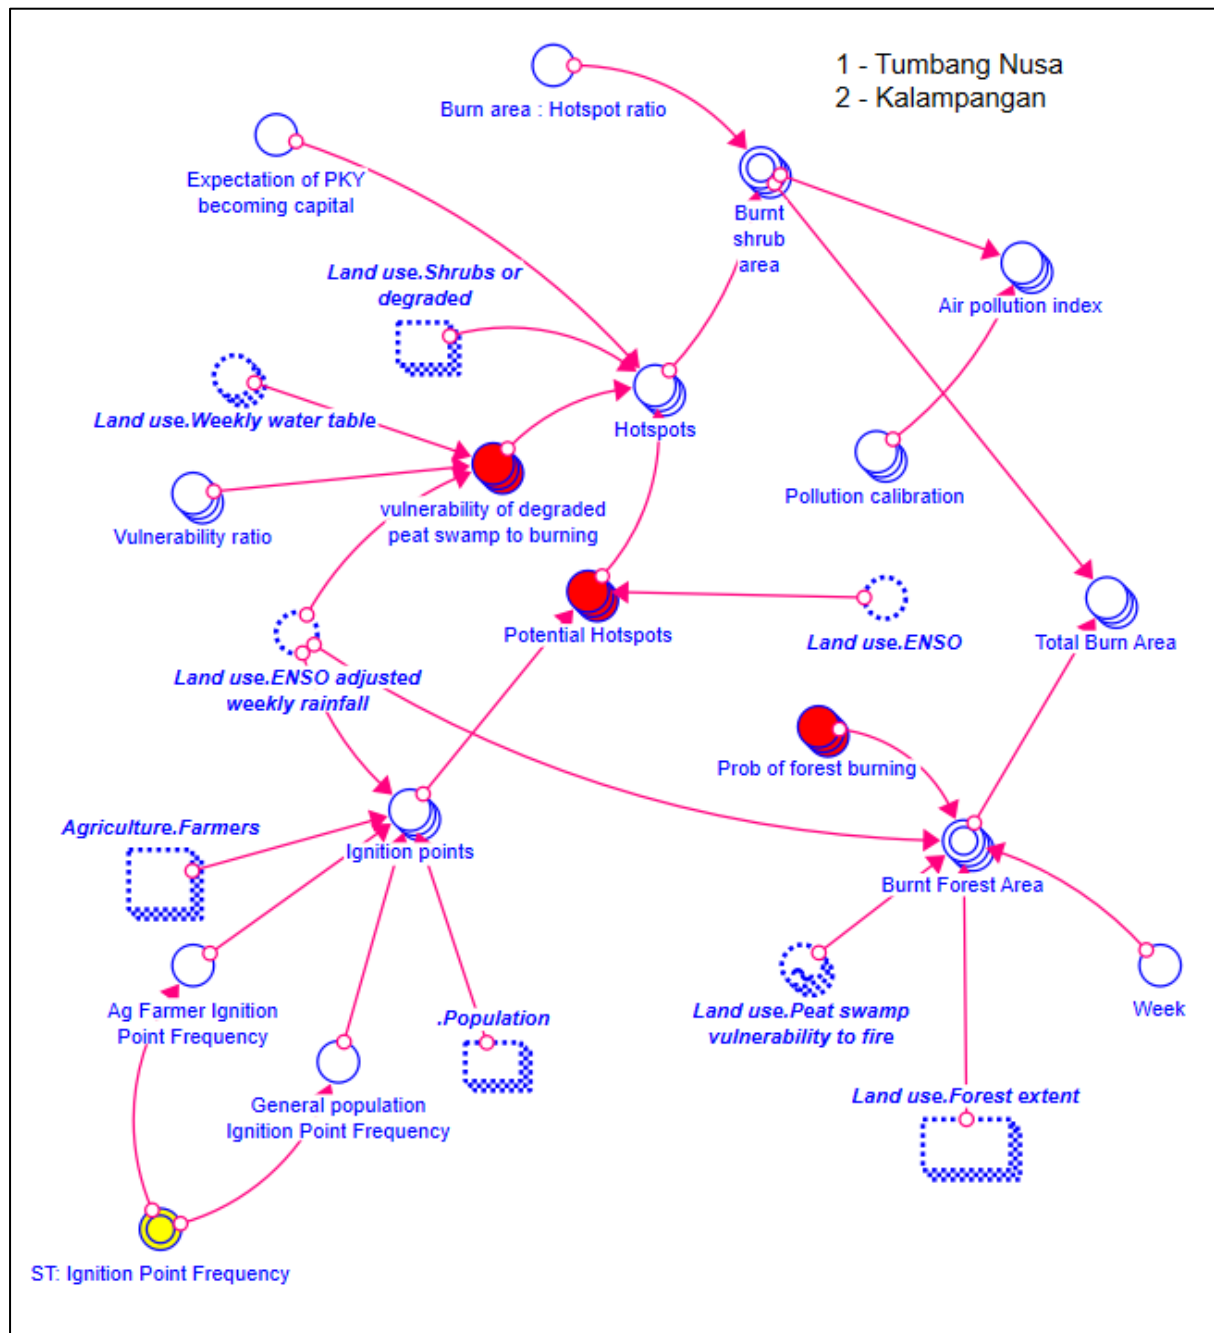 1 - Tumbang Nusa
2 - Kalampangan
Burn area : Hotspot ratio
Expectation of PKY
becoming capital
Burnt
shrub
area
Land use.Shrubs or
degraded
Air pollution index
Land use.Weekly water table
Hotspots
Vulnerability ratio
vulnerability of degraded
peat swamp to burning
Pollution calibration
Potential Hotspots
Land use.ENSO
Total Burn Area
Land use.ENSO adjusted
weekly rainfall
Prob of forest burning
Agriculture.Farmers
Ignition points
Burnt Forest Area
Ag Farmer Ignition
Point Frequency
.Population
Land use.Peat swamp
vulnerability to fire
Week
General population
Ignition Point Frequency
Land use.Forest extent
ST: Ignition Point Frequency